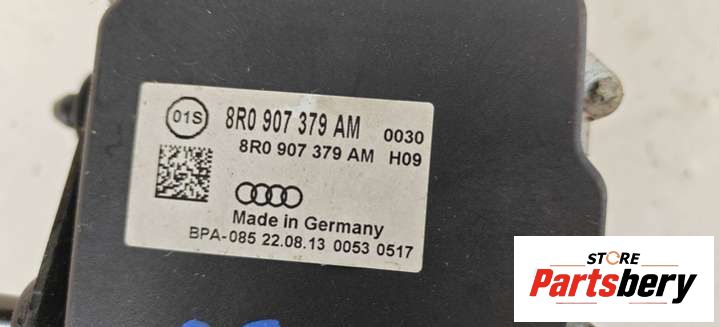 01S
8R0 907 379 AM 0030
8R0 907 379 AM H09
Made in Germany
BPA-085 22.08.13 0053 0517
STORE
Partsbery